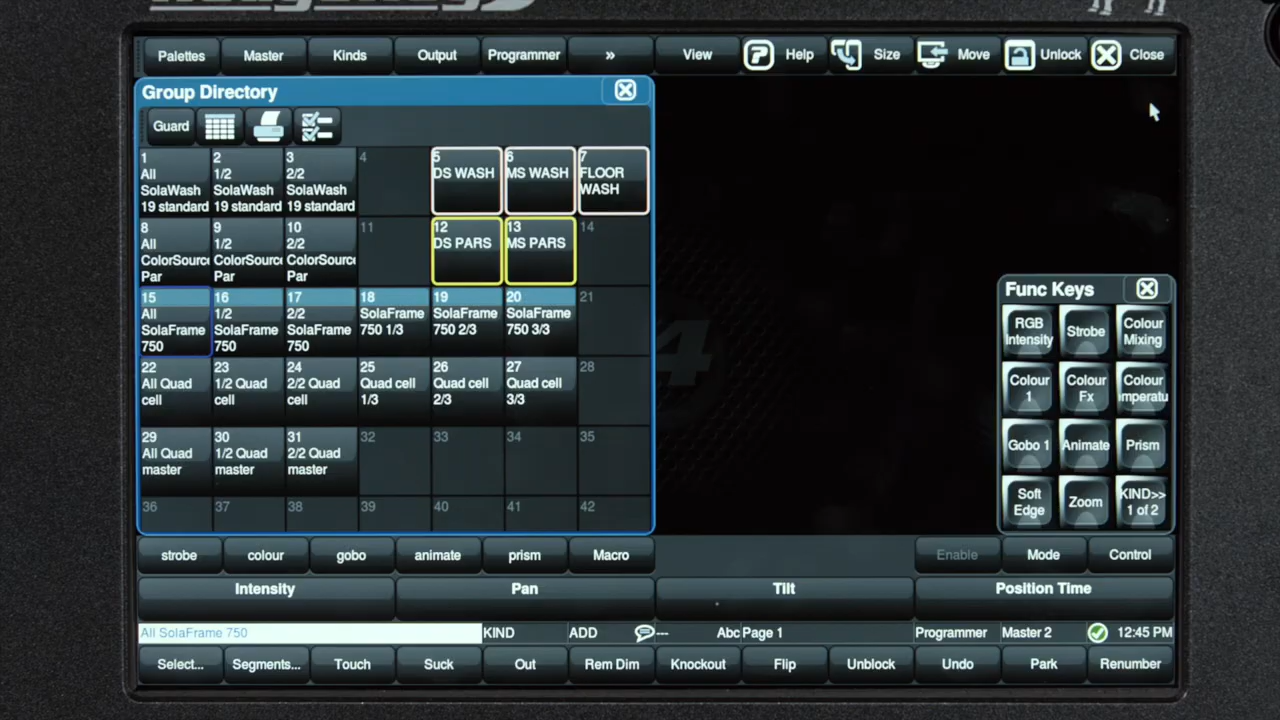 Palettes Master Kinds Output Programmer » View Help Size Move Unlock Close
Group Directory
Guard
1
All
SolaWash
19 standard
2
1/2
SolaWash
19 standard
3
2/2
SolaWash
19 standard
4
5
DS WASH
6
MS WASH
7
FLOOR
WASH
8
All
ColorSource
Par
9
1/2
ColorSource
Par
10
2/2
ColorSource
Par
11
12
DS PARS
13
MS PARS
14
15
All
SolaFrame
750
16
1/2
SolaFrame
750
17
2/2
SolaFrame
750
18
SolaFrame
750 1/3
19
SolaFrame
750 2/3
20
SolaFrame
750 3/3
21
22
All Quad
cell
23
1/2 Quad
cell
24
2/2 Quad
cell
25
Quad cell
1/3
26
Quad cell
2/3
27
Quad cell
3/3
28
29
All Quad
master
30
1/2 Quad
master
31
2/2 Quad
master
32
33
34
35
36
37
38
39
40
41
42
4
Func Keys
RGB
Intensity
Strobe
Colour
Mixing
Colour
1
Colour
Fx
Colour
mperatu
Gobo 1
Animate
Prism
Soft
Edge
Zoom
KIND>>
1 of 2
strobe colour gobo animate prism Macro Enable Mode Control
Intensity Pan Tilt Position Time
All SolaFrame 750 KIND ADD --- Abc Page 1 Programmer Master 2 12:45 PM
Select... Segments... Touch Suck Out Rem Dim Knockout Flip Unblock Undo Park Renumber